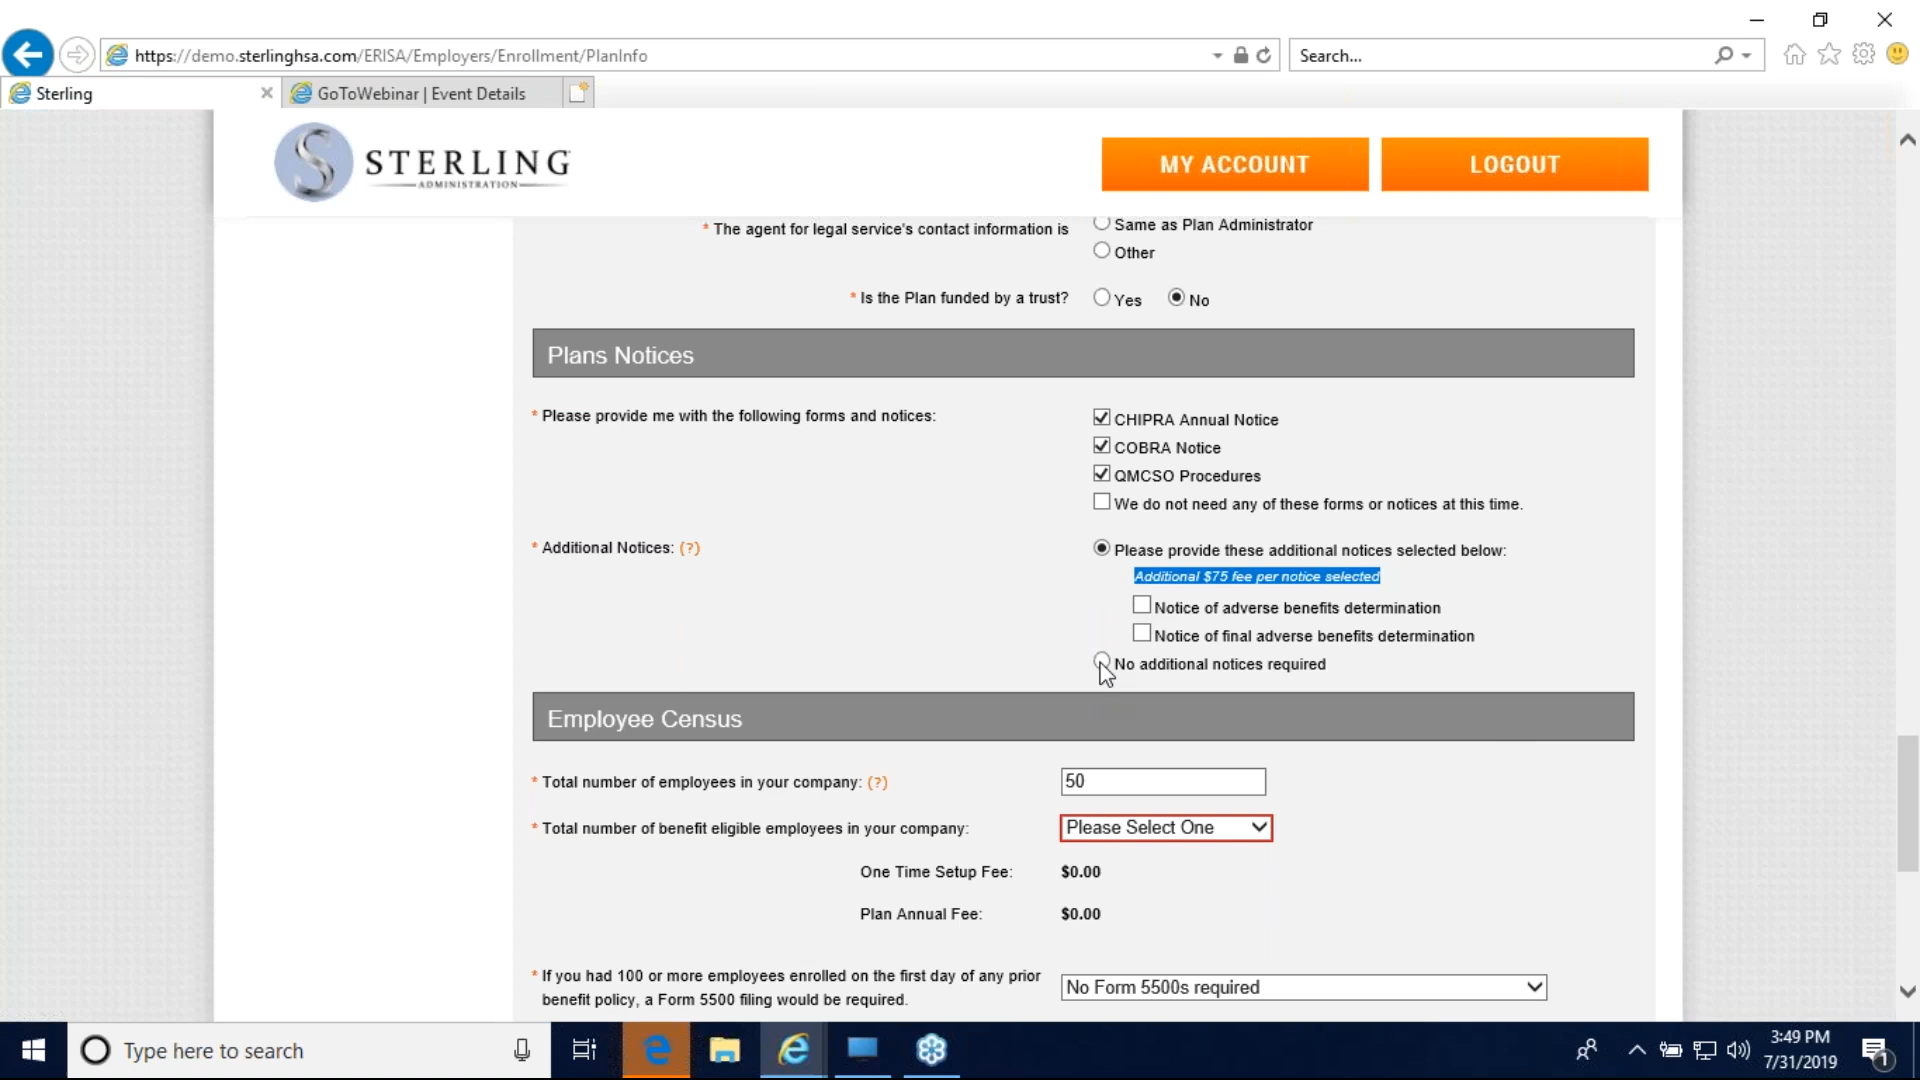 https://demo.sterlinghsa.com/ERISA/Employers/Enrollment/PlanInfo
Search...
Sterling
GoToWebinar | Event Details
S STERLING
ADMINISTRATION
MY ACCOUNT
LOGOUT
* The agent for legal service's contact information is
Same as Plan Administrator
Other
* Is the Plan funded by a trust?
Yes
No
Plans Notices
* Please provide me with the following forms and notices:
CHIPRA Annual Notice
COBRA Notice
QMCSO Procedures
We do not need any of these forms or notices at this time.
* Additional Notices: (?)
Please provide these additional notices selected below:
Additional $75 fee per notice selected
Notice of adverse benefits determination
Notice of final adverse benefits determination
No additional notices required
Employee Census
* Total number of employees in your company: (?)
50
* Total number of benefit eligible employees in your company:
Please Select One
One Time Setup Fee:
$0.00
Plan Annual Fee:
$0.00
* If you had 100 or more employees enrolled on the first day of any prior
benefit policy, a Form 5500 filing would be required.
No Form 5500s required
Type here to search
3:49 PM
7/31/2019
1